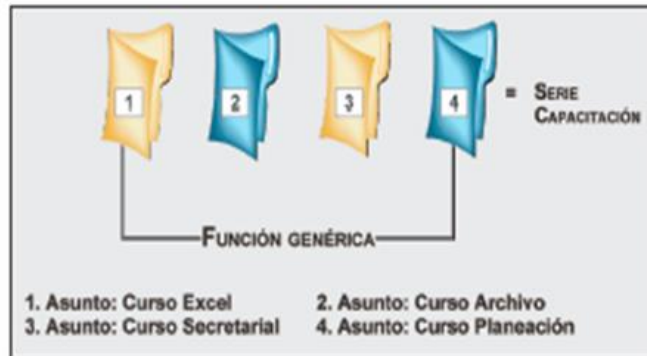 1
2
3
4
= SERIE
CAPACITACIÓN
FUNCIÓN GENÉRICA
1. Asunto: Curso Excel
2. Asunto: Curso Archivo
3. Asunto: Curso Secretarial
4. Asunto: Curso Planeación